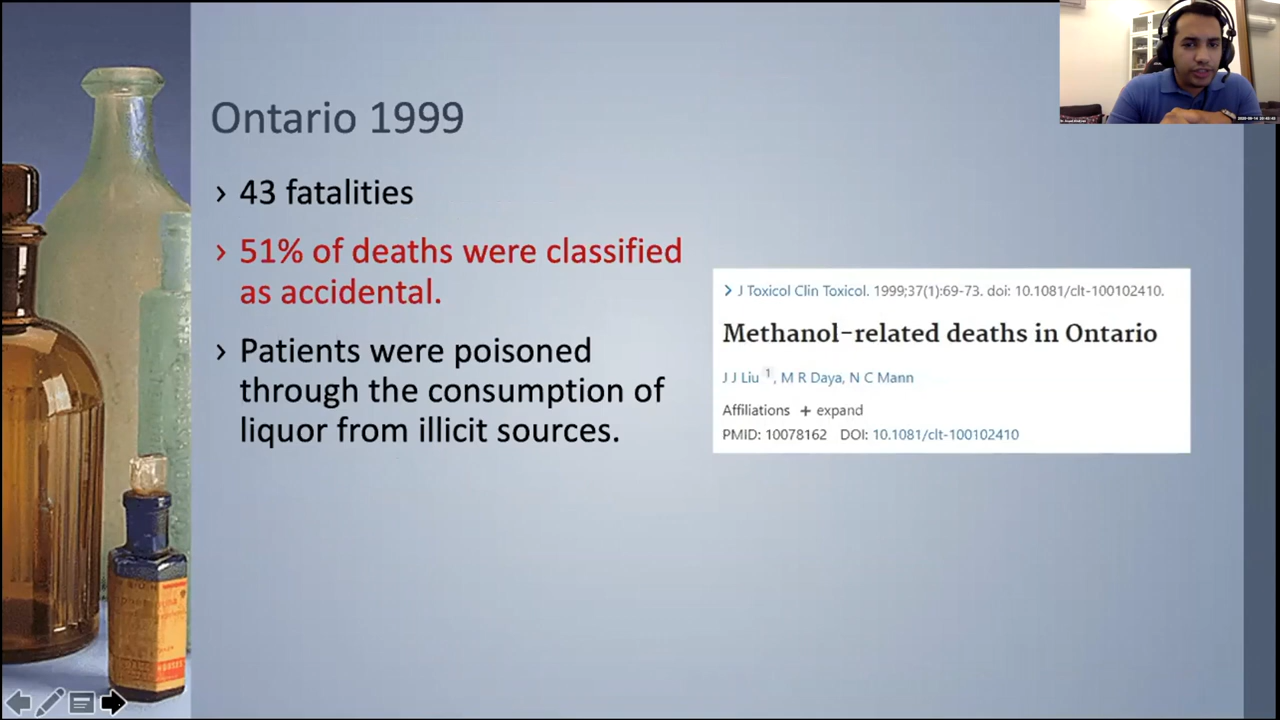 Ontario 1999
› 43 fatalities
› 51% of deaths were classified
as accidental.
› Patients were poisoned
through the consumption of
liquor from illicit sources.
> J Toxicol Clin Toxicol. 1999;37(1):69-73. doi: 10.1081/clt-100102410.
Methanol-related deaths in Ontario
J J Liu 1, M R Daya, N C Mann
Affiliations + expand
PMID: 10078162 DOI: 10.1081/clt-100102410